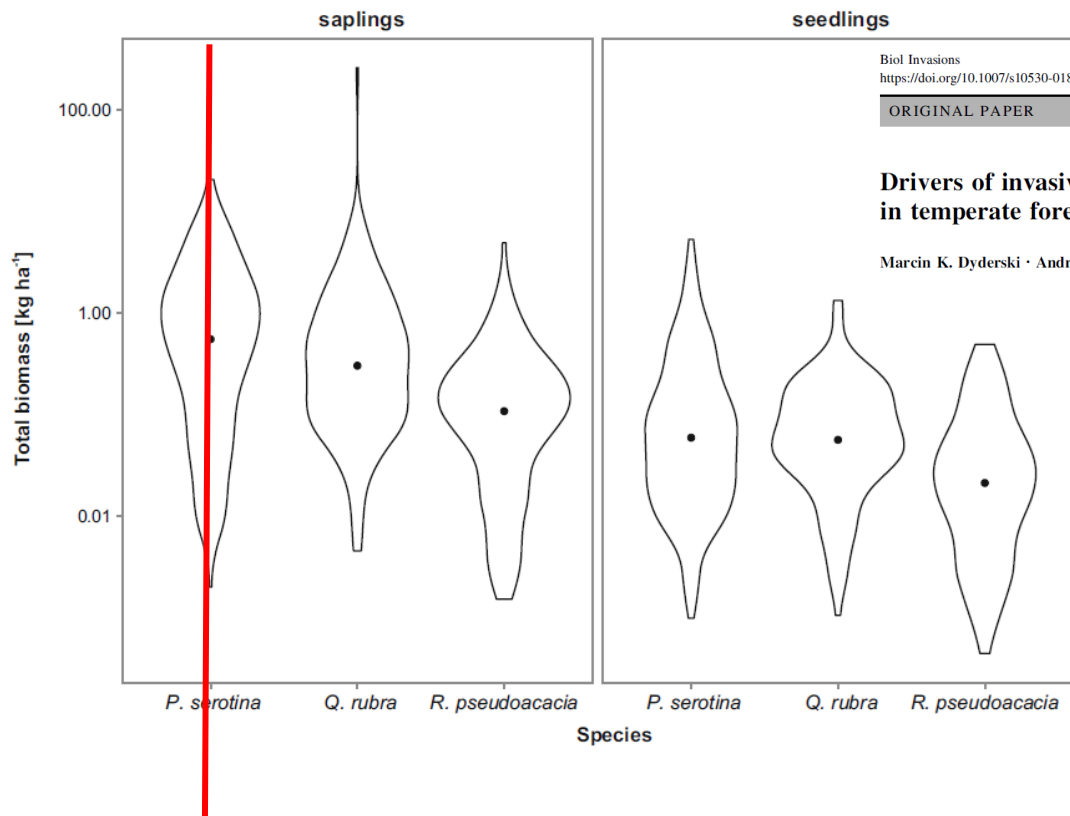 saplings
seedlings
Biol Invasions
https://doi.org/10.1007/s10530-018
ORIGINAL PAPER
Drivers of invasiv
in temperate fore
Marcin K. Dyderski · Andr
100.00
1.00
0.01
Total biomass [kg ha⁻¹]
P. serotina
Q. rubra
R. pseudoacacia
P. serotina
Q. rubra
R. pseudoacacia
Species